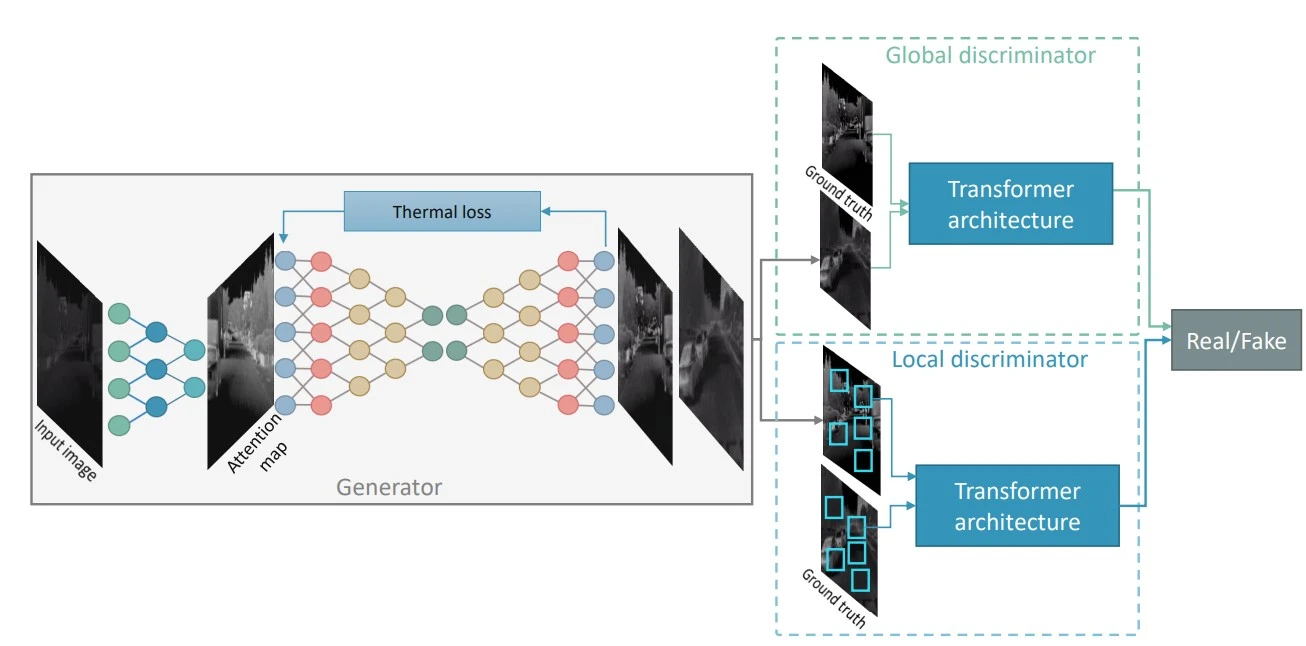 Global discriminator
Ground truth
Transformer
architecture
Thermal loss
Input image
Attention
map
Generator
Real/Fake
Local discriminator
Transformer
architecture
Ground truth